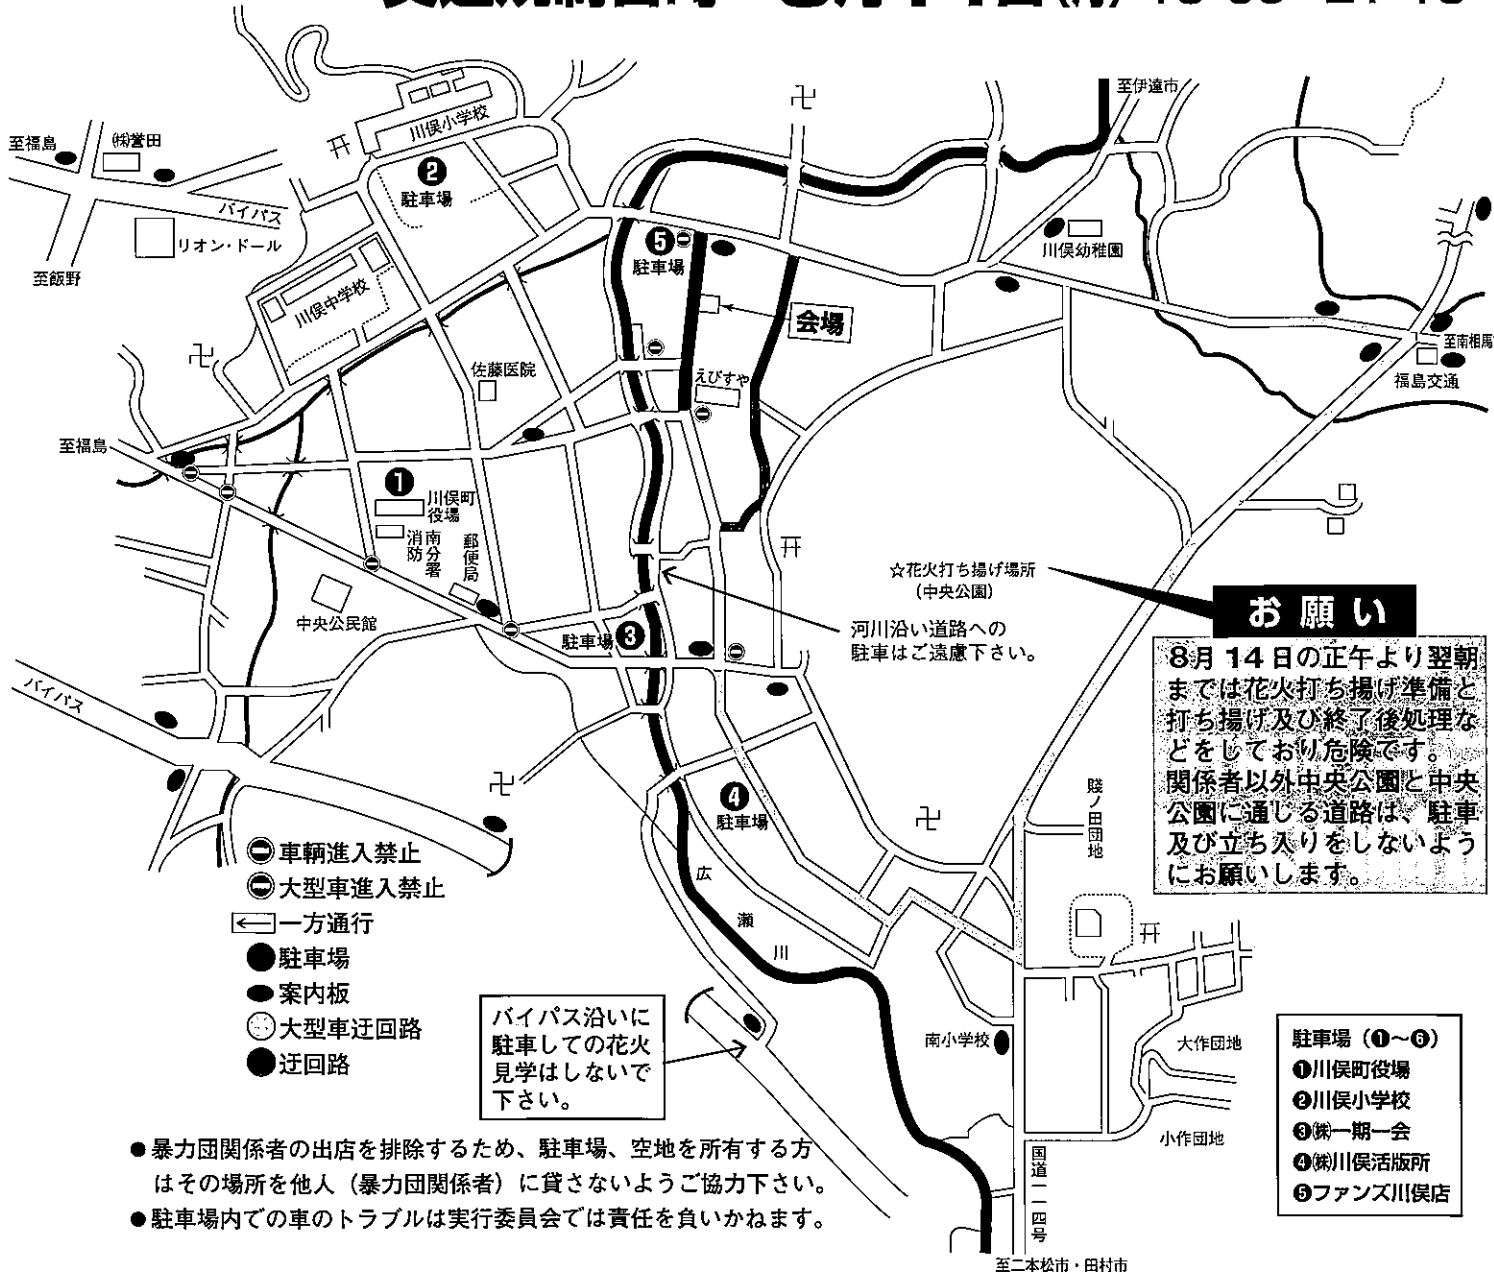 8月14日(月)
至福島
㈱誉田
バイパス
リオン・ドール
至飯野
川俣小学校
❷
駐車場
川俣中学校
至伊達市
川俣幼稚園
❺
駐車場
会場
えびすや
佐藤医院
至南相馬
福島交通
至福島
❶
川俣町
役場
南分署
消防
郵便局
中央公民館
駐車場❸
☆花火打ち揚げ場所
(中央公園)
河川沿い道路への
駐車はご遠慮下さい。
お願い
8月14日の正午より翌朝
までは花火打ち揚げ準備と
打ち揚げ及び終了後処理な
どをしており危険です。
関係者以外中央公園と中央
公園に通じる道路は、駐車
及び立ち入りをしないよう
にお願いします。
バイパス
❹
駐車場
賤ノ田団地
広瀬川
車輌進入禁止
大型車進入禁止
一方通行
駐車場
案内板
大型車迂回路
迂回路
バイパス沿いに
駐車しての花火
見学はしないで
下さい。
南小学校
大作団地
小作団地
国道一一四号
至二本松市・田村市
駐車場(❶~❻)
❶川俣町役場
❷川俣小学校
❸㈱一期一会
❹㈱川俣活版所
❺ファンズ川俣店
●暴力団関係者の出店を排除するため、駐車場、空地を所有する方
はその場所を他人(暴力団関係者)に貸さないようご協力下さい。
●駐車場内での車のトラブルは実行委員会では責任を負いかねます。